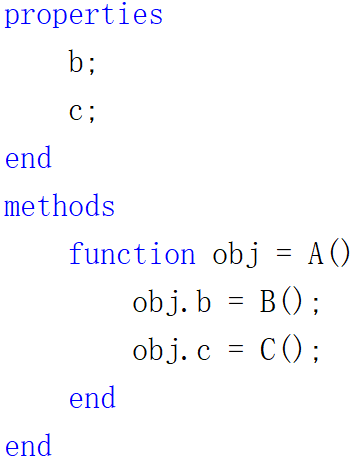 properties
    b;
    c;
end
methods
    function obj = A()
        obj.b = B();
        obj.c = C();
    end
end